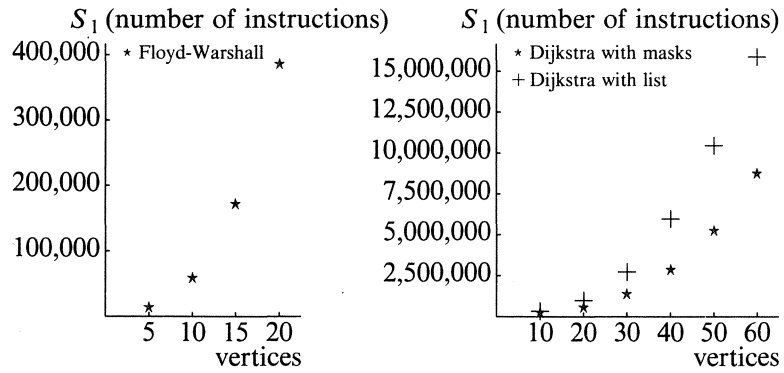 S1 (number of instructions)
400,000
★ Floyd-Warshall
300,000
200,000
100,000
5 10 15 20
vertices
S1 (number of instructions)
★ Dijkstra with masks
+ Dijkstra with list
15,000,000
12,500,000
10,000,000
7,500,000
5,000,000
2,500,000
10 20 30 40 50 60
vertices